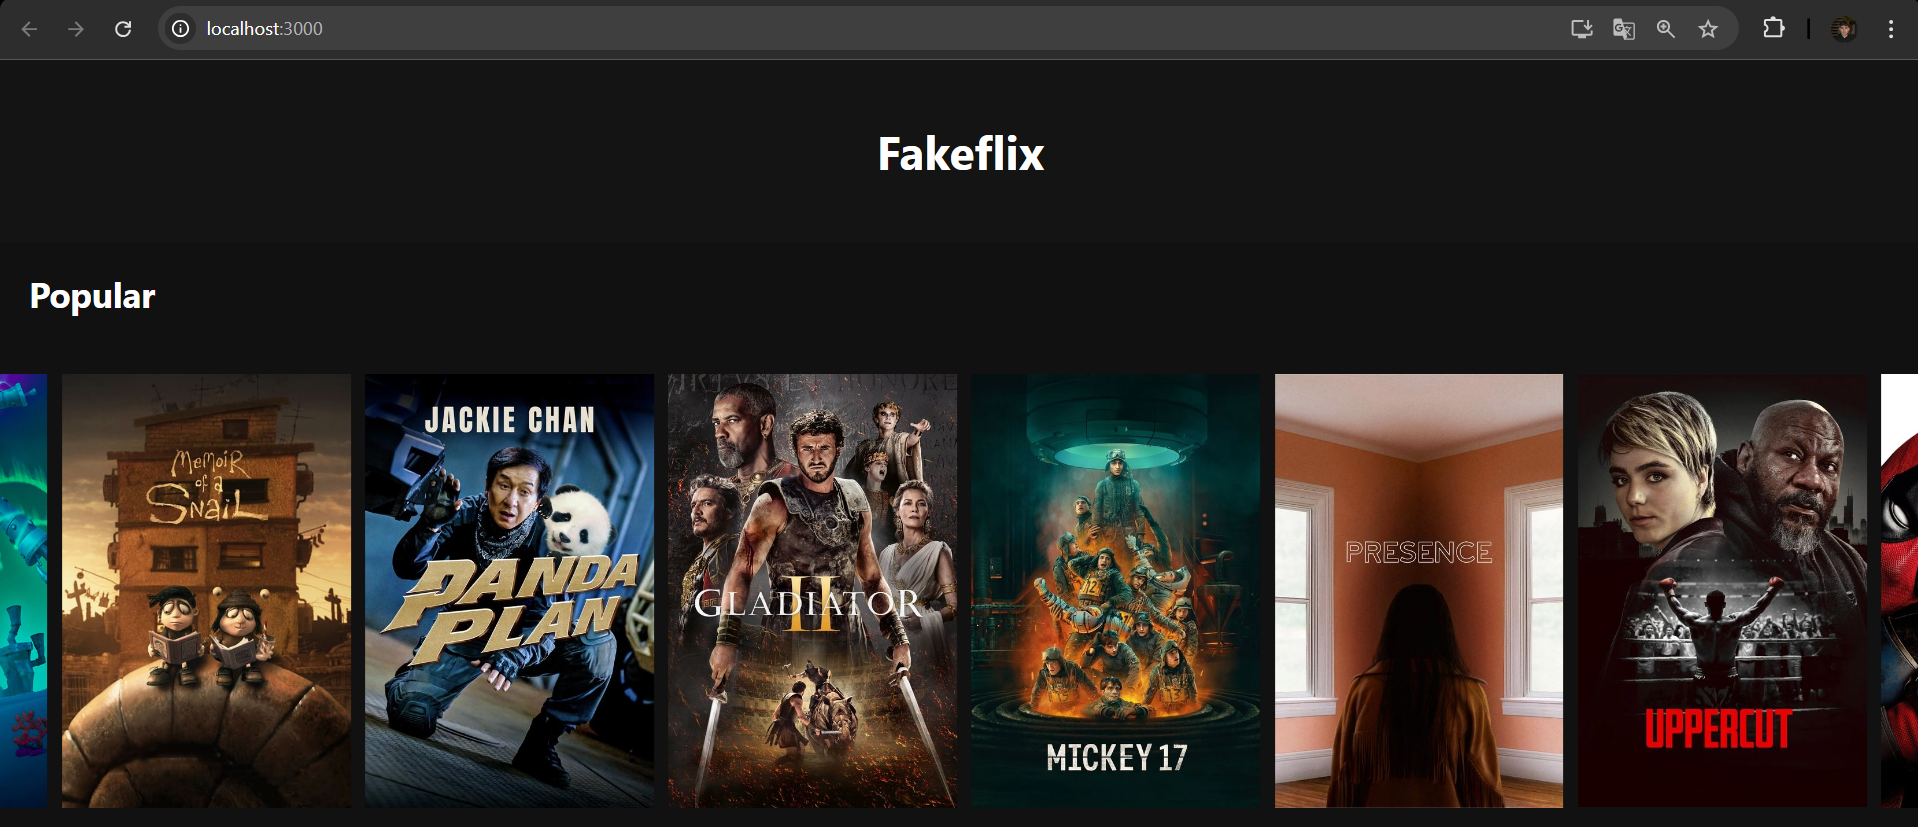 localhost:3000
Fakeflix
Popular
Memoir
of a
Snail
JACKIE CHAN
PANDA
PLAN
GLADIATOR
II
MICKEY 17
PRESENCE
UPPERCUT